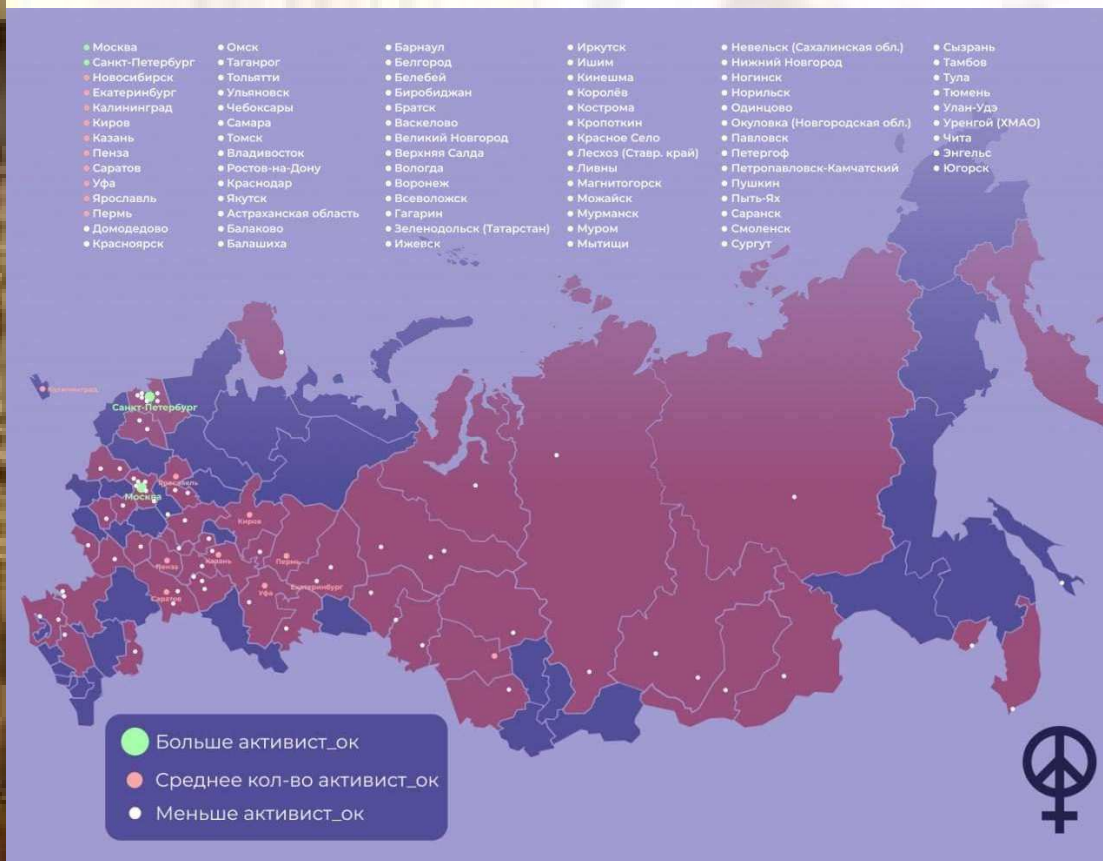 Москва
Санкт-Петербург
Новосибирск
Екатеринбург
Калининград
Киров
Казань
Пенза
Саратов
Уфа
Ярославль
Пермь
Домодедово
Красноярск
Омск
Таганрог
Тольятти
Ульяновск
Чебоксары
Самара
Томск
Владивосток
Ростов-на-Дону
Краснодар
Якутск
Астраханская область
Балаково
Балашиха
Барнаул
Белгород
Белебей
Биробиджан
Братск
Васкелово
Великий Новгород
Верхняя Салда
Вологда
Воронеж
Всеволожск
Гагарин
Зеленодольск (Татарстан)
Ижевск
Иркутск
Ишим
Кинешма
Королёв
Кострома
Кропоткин
Красное Село
Лесхоз (Ставр. край)
Ливны
Магнитогорск
Можайск
Мурманск
Муром
Мытищи
Невельск (Сахалинская обл.)
Нижний Новгород
Ногинск
Норильск
Одинцово
Окуловка (Новгородская обл.)
Павловск
Петергоф
Петропавловск-Камчатский
Пушкин
Пыть-Ях
Саранск
Смоленск
Сургут
Сызрань
Тамбов
Тула
Тюмень
Улан-Удэ
Уренгой (ХМАО)
Чита
Энгельс
Югорск
Калининград
Санкт-Петербург
Ярославль
Москва
Киров
Казань
Пермь
Пенза
Екатеринбург
Уфа
Саратов
Больше активист_ок
Среднее кол-во активист_ок
Меньше активист_ок